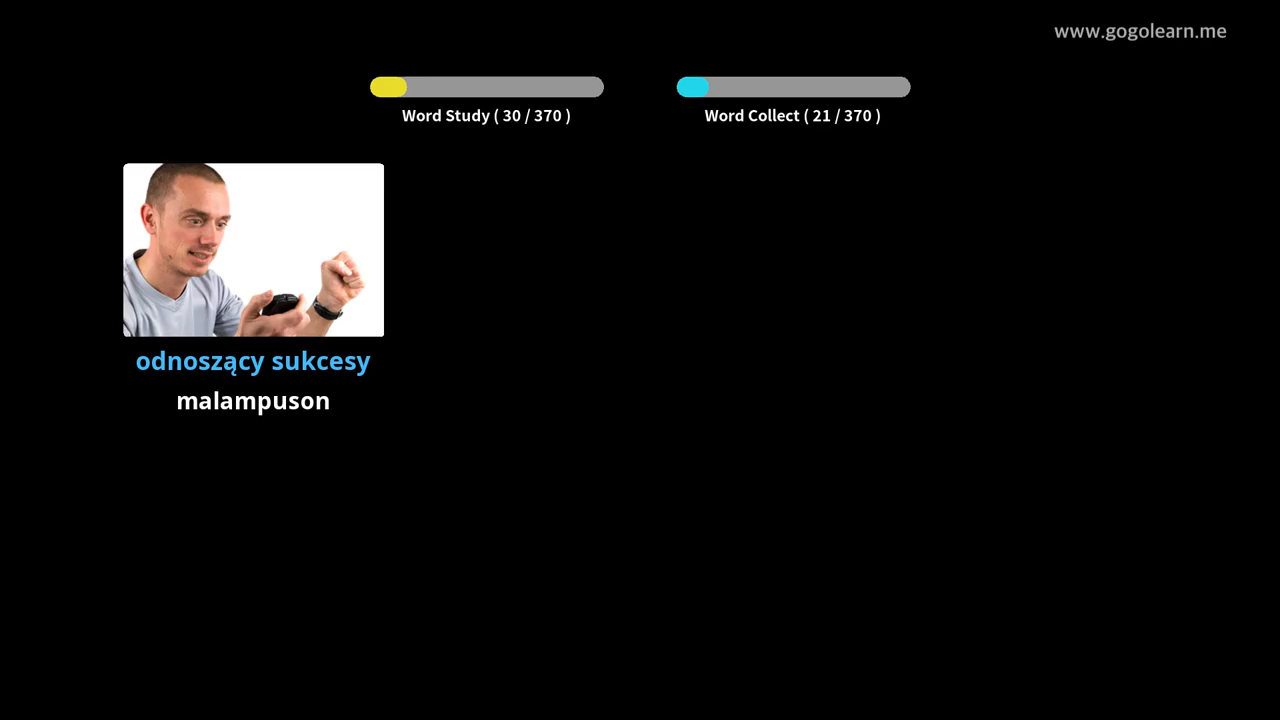 www.gogolearn.me
Word Study ( 30 / 370 )
Word Collect ( 21 / 370 )
odnoszący sukcesy
malampuson